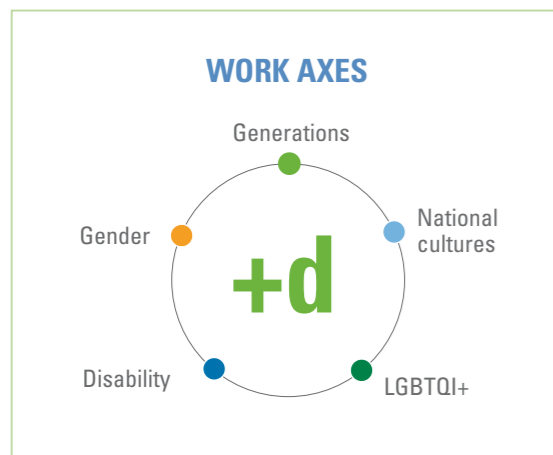 WORK AXES
Generations
Gender
National
cultures
+d
Disability
LGBTQI+